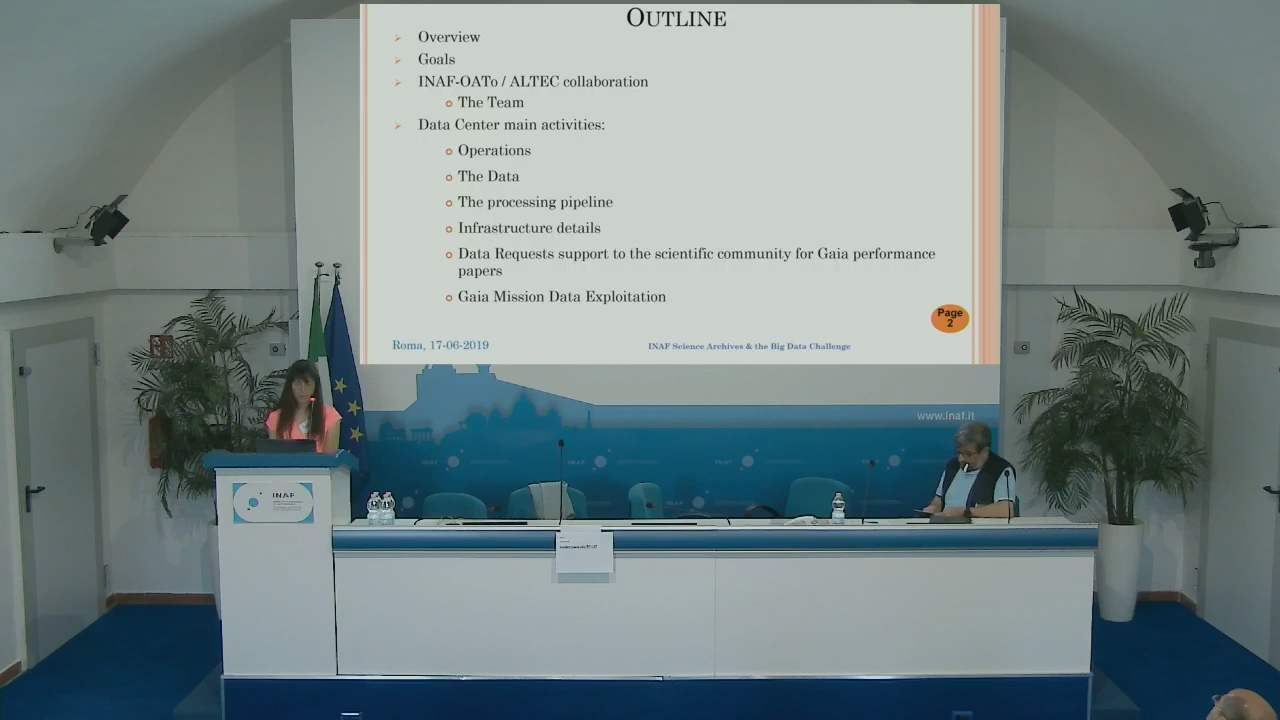 OUTLINE
Overview
Goals
INAF-OATo / ALTEC collaboration
The Team
Data Center main activities:
Operations
The Data
The processing pipeline
Infrastructure details
Data Requests support to the scientific community for Gaia performance
papers
Gaia Mission Data Exploitation
Page
2
Roma, 17-06-2019
INAF Science Archives & the Big Data Challenge
www.inaf.it
INAF